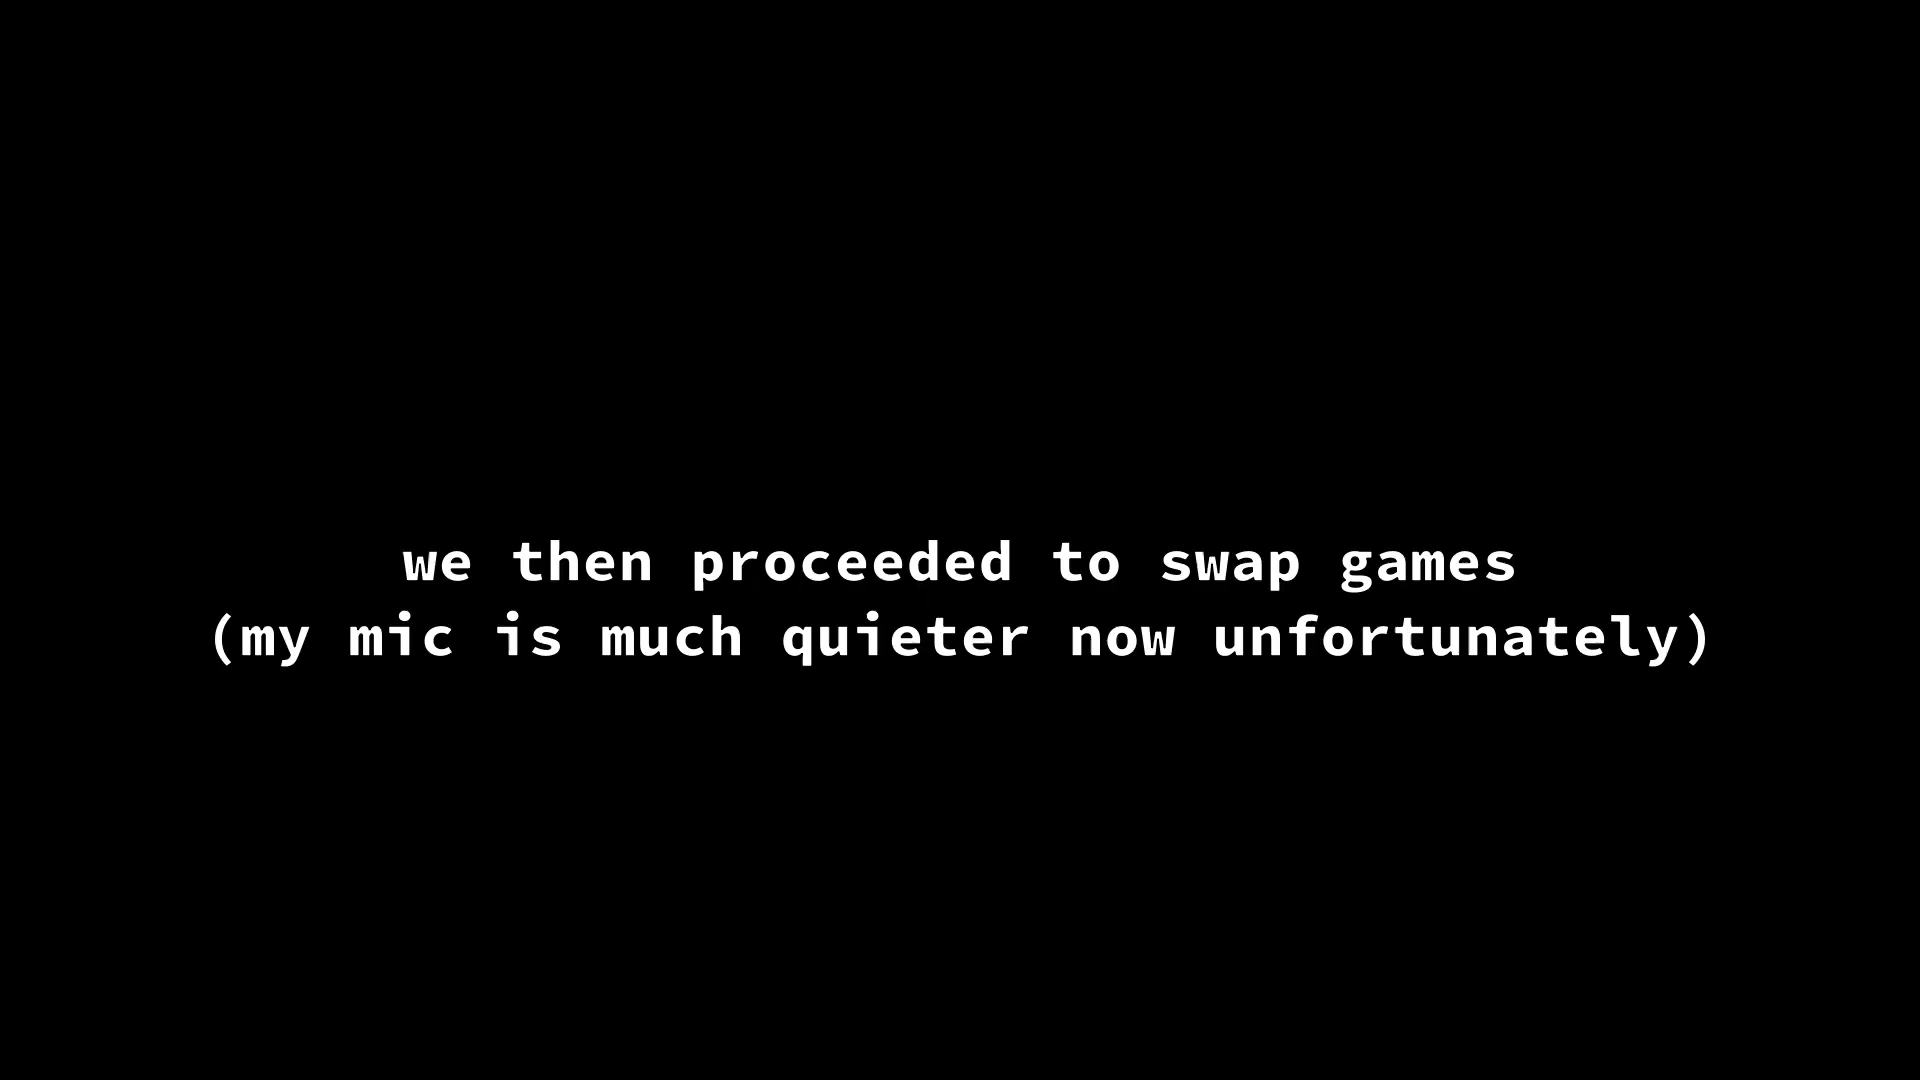 we then proceeded to swap games
(my mic is much quieter now unfortunately)